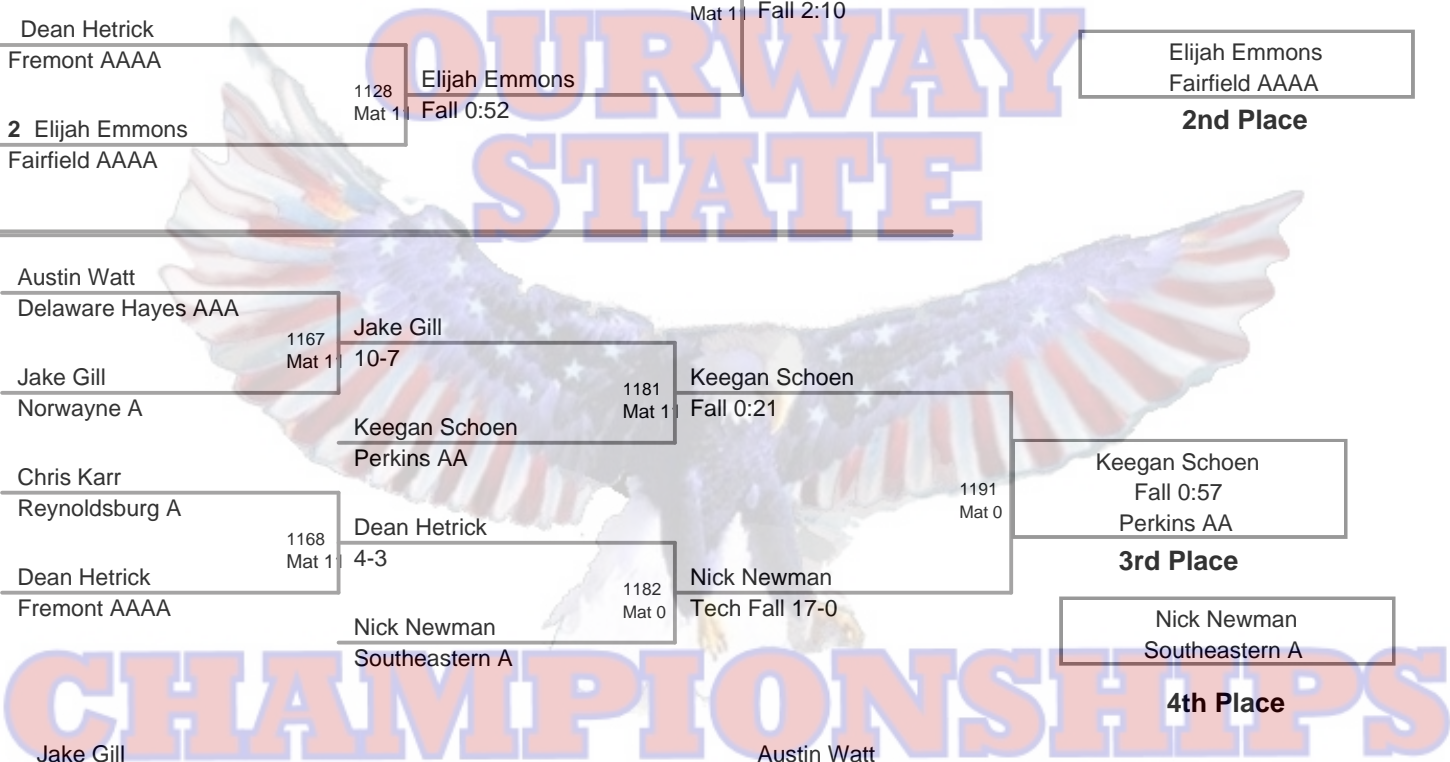 OURWAY
STATE
CHAMPIONSHIPS
Mat 11 Fall 2:10
Dean Hetrick
Fremont AAAA
1128
Mat 11
Elijah Emmons
Fall 0:52
2 Elijah Emmons
Fairfield AAAA
Elijah Emmons
Fairfield AAAA
2nd Place
Austin Watt
Delaware Hayes AAA
1167
Mat 11
Jake Gill
10-7
Jake Gill
Norwayne A
1181
Mat 11
Keegan Schoen
Fall 0:21
Keegan Schoen
Perkins AA
Chris Karr
Reynoldsburg A
1168
Mat 11
Dean Hetrick
4-3
Dean Hetrick
Fremont AAAA
1182
Mat 0
Nick Newman
Tech Fall 17-0
Nick Newman
Southeastern A
1191
Mat 0
Keegan Schoen
Fall 0:57
Perkins AA
3rd Place
Nick Newman
Southeastern A
4th Place
Jake Gill
Austin Watt